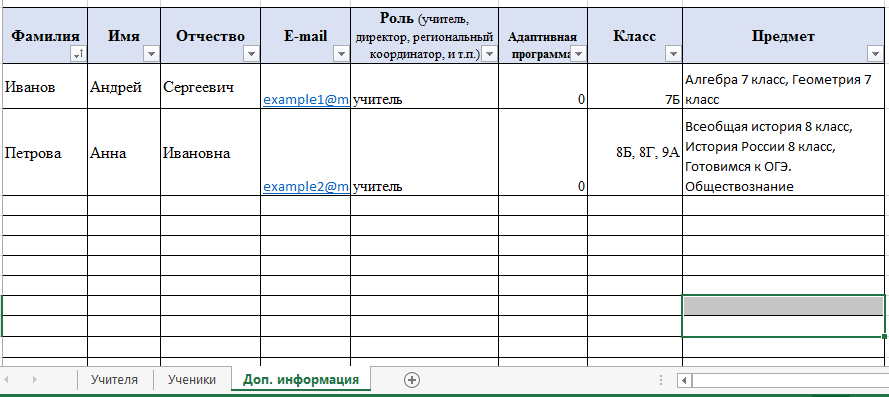 Фамилия Имя Отчество E-mail Роль (учитель, директор, региональный координатор, и т.п.) Адаптивная программа Класс Предмет
Иванов Андрей Сергеевич example1@m учитель 0 7Б Алгебра 7 класс, Геометрия 7
класс
Петрова Анна Ивановна example2@m учитель 0 8Б, 8Г, 9А Всеобщая история 8 класс,
История России 8 класс,
Готовимся к ОГЭ.
Обществознание
Учителя Ученики Доп. информация